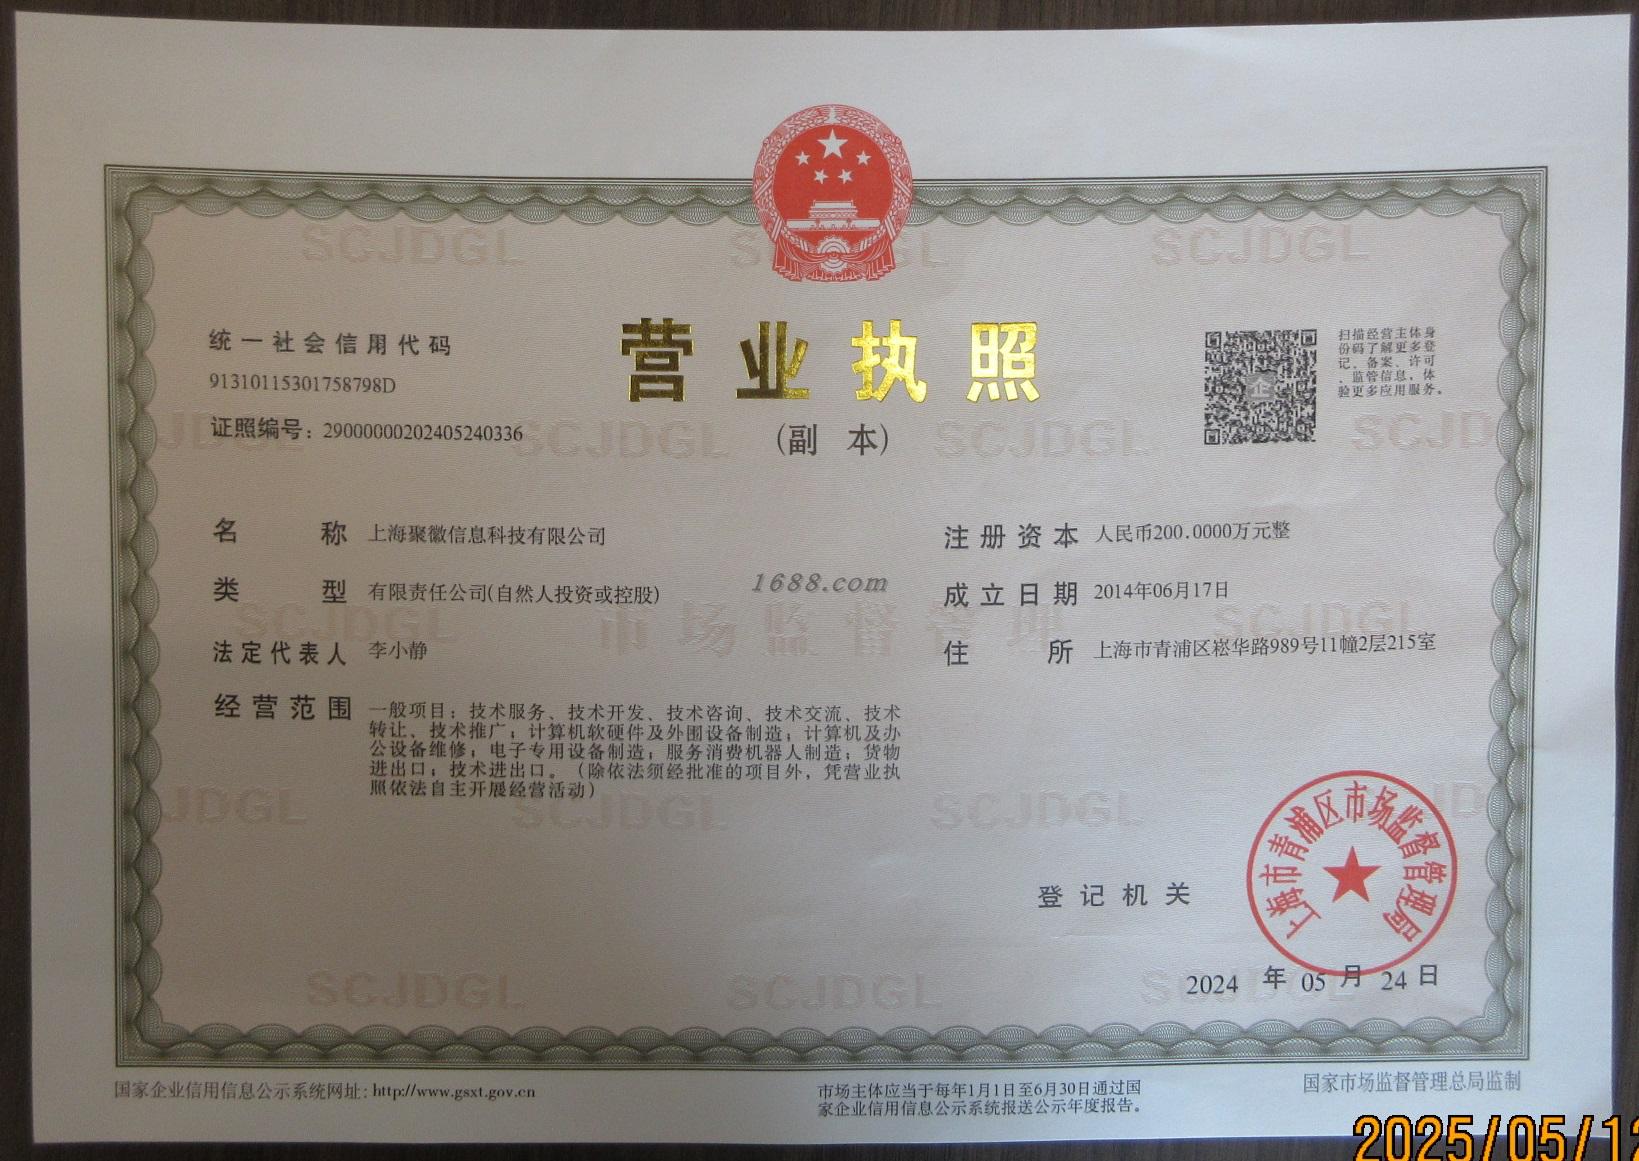 统一社会信用代码
91310115301758798D
证照编号：29000000202405240336
营业执照
(副 本)
扫描经营主体身
份码了解更多登
记、备案、许可
、监管信息，体
验更多应用服务。
名称 上海聚徽信息科技有限公司
类型 有限责任公司(自然人投资或控股)
法定代表人 李小静
经营范围 一般项目：技术服务、技术开发、技术咨询、技术交流、技术
转让、技术推广；计算机软硬件及外围设备制造；计算机及办
公设备维修；电子专用设备制造；服务消费机器人制造；货物
进出口；技术进出口。（除依法须经批准的项目外，凭营业执
照依法自主开展经营活动）
1688.com
注册资本 人民币200.0000万元整
成立日期 2014年06月17日
住所 上海市青浦区崧华路989号11幢2层215室
SCJDGL
市场监督管理
登记机关
上海市青浦区市场监督管理局
2024 年 05 月 24 日
国家企业信用信息公示系统网址：http://www.gsxt.gov.cn
市场主体应当于每年1月1日至6月30日通过国
家企业信用信息公示系统报送公示年度报告。
国家市场监督管理总局监制
2025/05/12